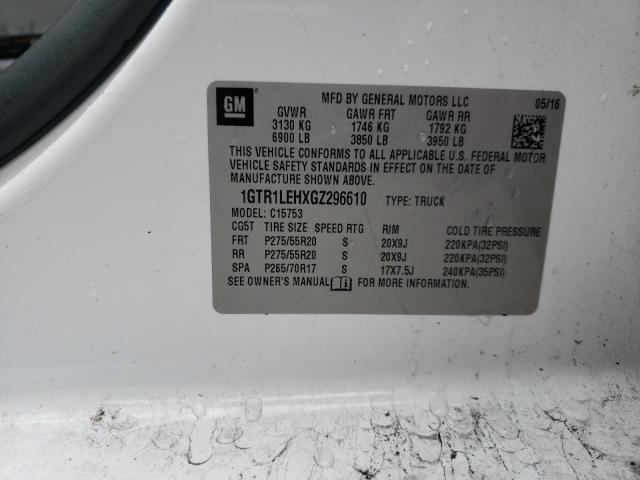 GM
MFD BY GENERAL MOTORS LLC 05/16
GVWR GAWR FRT GAWR RR
3130 KG 1746 KG 1792 KG
6900 LB 3850 LB 3950 LB
THIS VEHICLE CONFORMS TO ALL APPLICABLE U.S. FEDERAL MOTOR
VEHICLE SAFETY STANDARDS IN EFFECT ON THE DATE OF
MANUFACTURE SHOWN ABOVE.
1GTR1LEHXGZ296610 TYPE: TRUCK
MODEL: C15753
CG5T TIRE SIZE SPEED RTG RIM COLD TIRE PRESSURE
FRT P275/55R20 S 20X9J 220KPA(32PSI)
RR P275/55R20 S 20X9J 220KPA(32PSI)
SPA P265/70R17 S 17X7.5J 240KPA(35PSI)
SEE OWNER'S MANUAL FOR MORE INFORMATION.